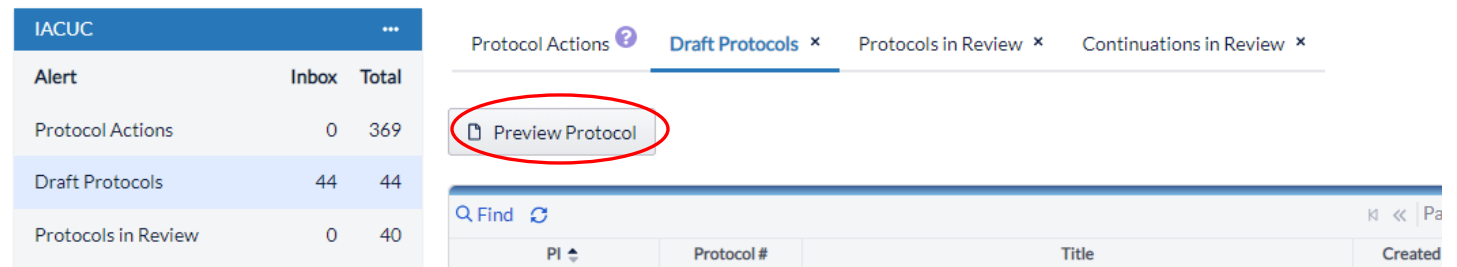 IACUC ...
Alert Inbox Total
Protocol Actions 0 369
Draft Protocols 44 44
Protocols in Review 0 40
Protocol Actions ? Draft Protocols × Protocols in Review × Continuations in Review ×
Preview Protocol
Find Pa
PI Protocol # Title Created